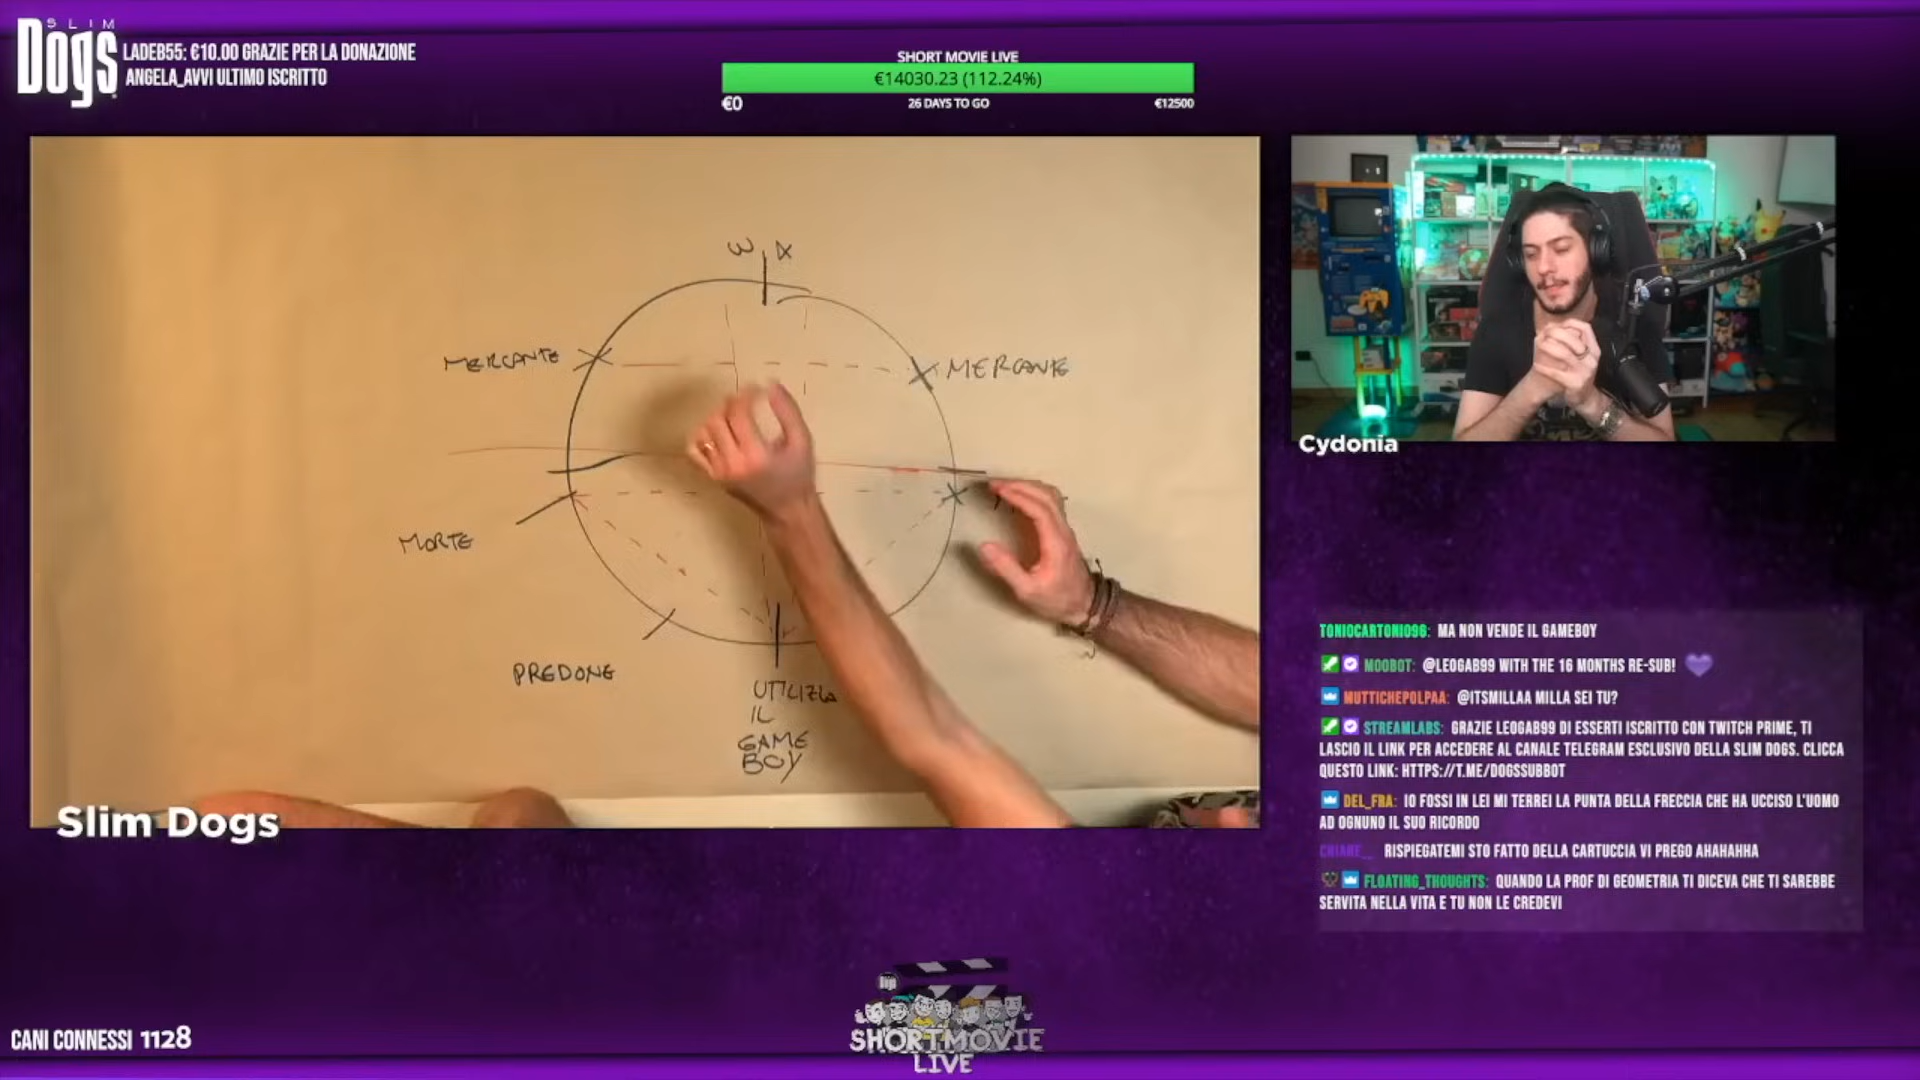 SLIM
Dogs
LADEB55: €10.00 GRAZIE PER LA DONAZIONE
ANGELA_AVVI ULTIMO ISCRITTO
SHORT MOVIE LIVE
€14030.23 (112.24%)
€0
26 DAYS TO GO
€12500
MERCANTE
MERCANTE
MORTE
PREDONE
UTILIZZA
IL
GAME
BOY
Slim Dogs
Cydonia
TONIOCARTONI096: MA NON VENDE IL GAMEBOY
MOOBOT: @LEOGAB99 WITH THE 16 MONTHS RE-SUB!
MUTTICHEPOLPAA: @ITSMILLAA MILLA SEI TU?
STREAMLABS: GRAZIE LEOGAB99 DI ESSERTI ISCRITTO CON TWITCH PRIME, TI
LASCIO IL LINK PER ACCEDERE AL CANALE TELEGRAM ESCLUSIVO DELLA SLIM DOGS. CLICCA
QUESTO LINK: HTTPS://T.ME/DOGSSUBBOT
DEL_FRA: IO FOSSI IN LEI MI TERREI LA PUNTA DELLA FRECCIA CHE HA UCCISO L'UOMO
AD OGNUNO IL SUO RICORDO
RISPIEGATEMI STO FATTO DELLA CARTUCCIA VI PREGO AHAHAHHA
FLOATING_THOUGHTS: QUANDO LA PROF DI GEOMETRIA TI DICEVA CHE TI SAREBBE
SERVITA NELLA VITA E TU NON LE CREDEVI
CANI CONNESSI 1128
SHORTMOVIE
LIVE